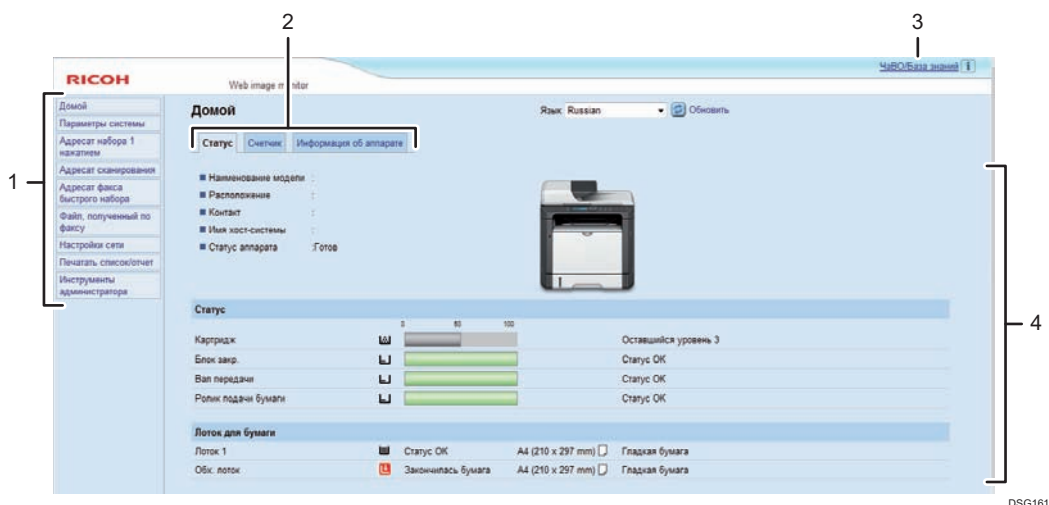 2
3
ЧаВО/База знаний
RICOH
Web image monitor
1
Домой
Параметры системы
Адресат набора 1
нажатием
Адресат сканирования
Адресат факса
быстрого набора
Файл, полученный по
факсу
Настройки сети
Печатать список/отчет
Инструменты
администратора
Домой
Язык Russian Обновить
Статус Счетчик Информация об аппарате
Наименование модели :
Расположение :
Контакт :
Имя хост-системы :
Статус аппарата :Готов
4
Статус
0 50 100
Картридж Оставшийся уровень 3
Блок закр. Статус OK
Вал передачи Статус OK
Ролик подачи бумаги Статус OK
Лоток для бумаги
Лоток 1 Статус OK A4 (210 x 297 mm) Гладкая бумага
Обх. лоток Закончилась бумага A4 (210 x 297 mm) Гладкая бумага
DSG161